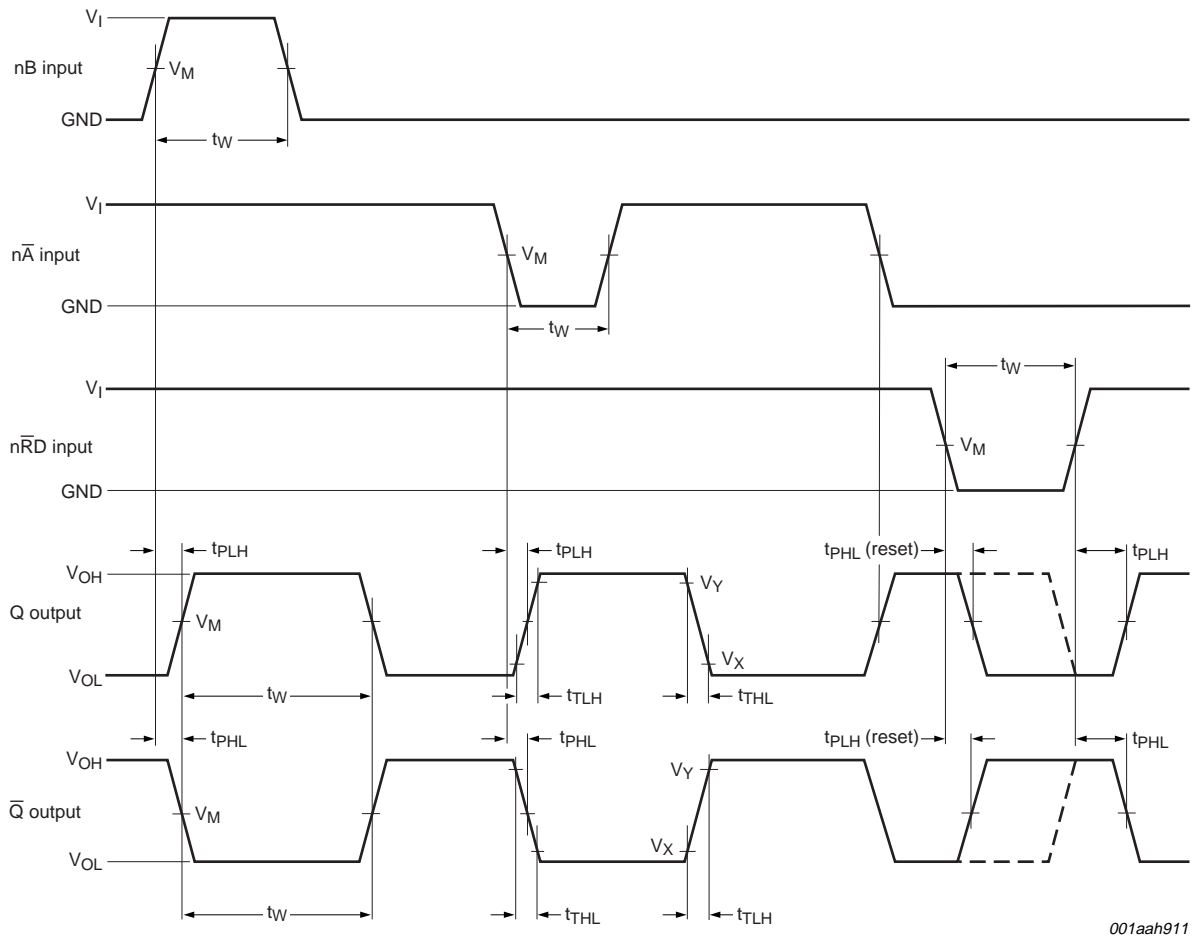 VI
nB input
VM
GND
tW
VI
nA̅ input
VM
GND
tW
VI
tW
nR̅D input
VM
GND
tPLH
tPLH
tPHL (reset)
tPLH
VOH
VY
Q output
VM
VX
VOL
tW
tTLH
tTHL
tPHL
tPHL
tPLH (reset)
tPHL
VOH
VY
Q̅ output
VM
VX
VOL
tW
tTHL
tTLH
001aah911